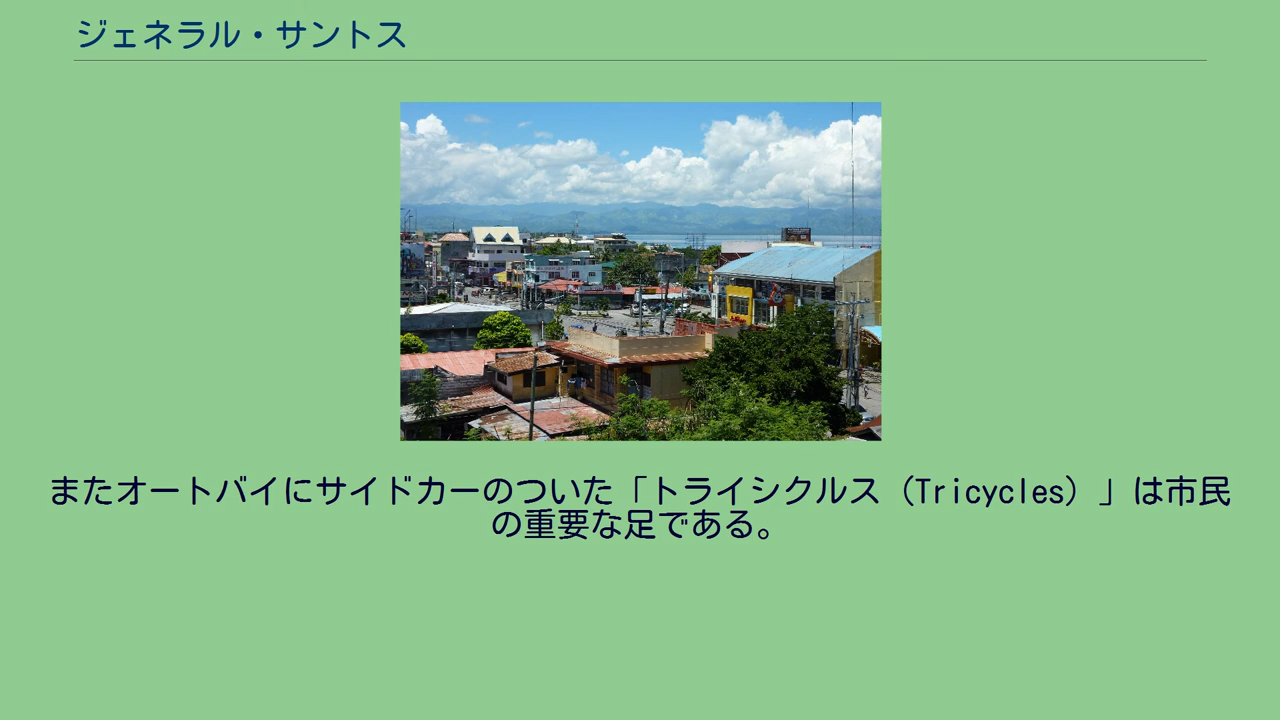 ジェネラル・サントス
またオートバイにサイドカーのついた「トライシクルス（Tricycles）」は市民
の重要な足である。